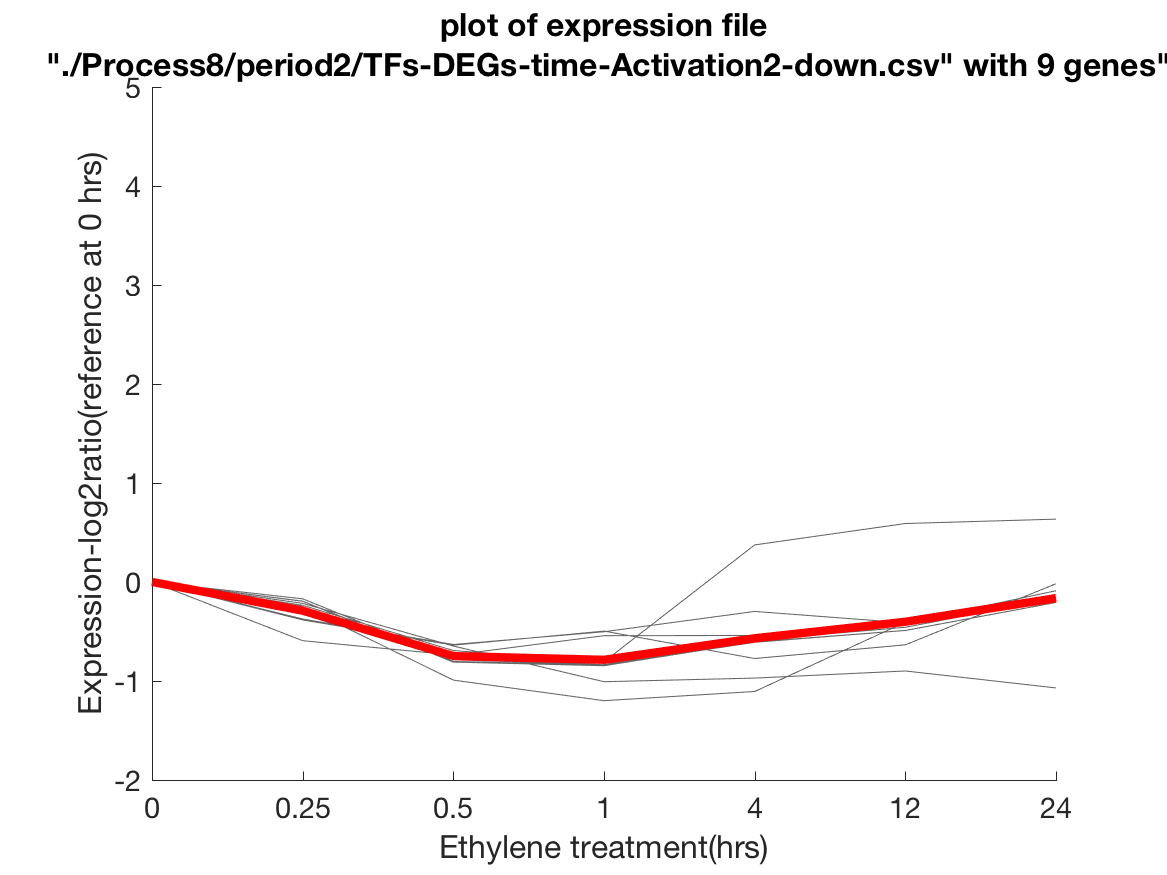 plot of expression file
"./Process8/period2/TFs-DEGs-time-Activation2-down.csv" with 9 genes"
Expression-log2ratio(reference at 0 hrs)
5
4
3
2
1
0
-1
-2
0 0.25 0.5 1 4 12 24
Ethylene treatment(hrs)